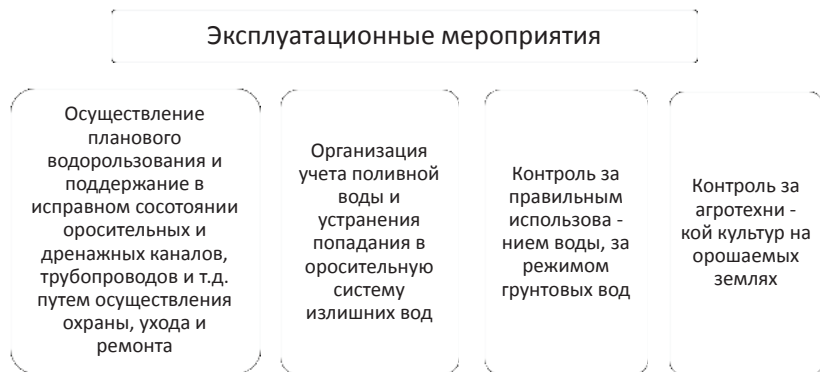 Эксплуатационные мероприятия
Осуществление
планового
водорользования и
поддержание в
исправном сосотоянии
оросительных и
дренажных каналов,
трубопроводов и т.д.
путем осуществления
охраны, ухода и
ремонта
Организация
учета поливной
воды и
устранения
попадания в
оросительную
систему
излишних вод
Контроль за
правильным
использова -
нием воды, за
режимом
грунтовых вод
Контроль за
агротехни -
кой культур на
орошаемых
землях